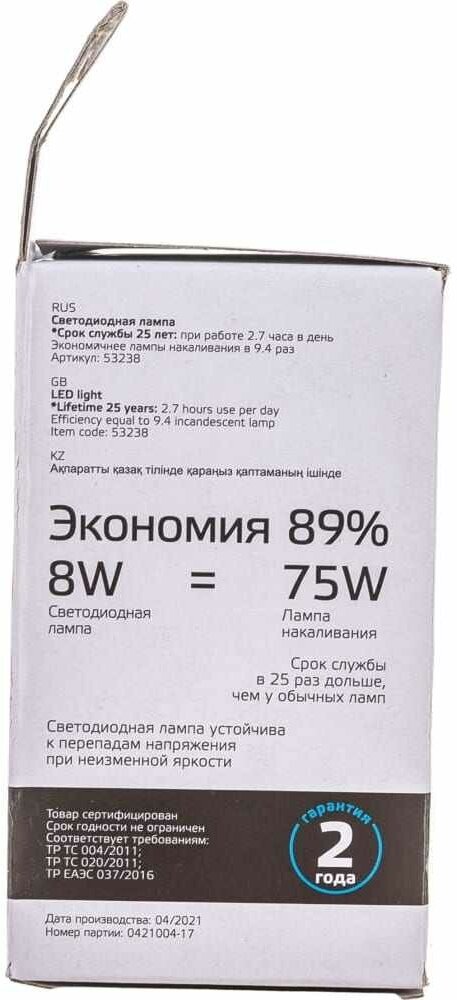 RUS
Светодиодная лампа
*Срок службы 25 лет: при работе 2.7 часа в день
Экономичнее лампы накаливания в 9.4 раз
Артикул: 53238
GB
LED light
*Lifetime 25 years: 2.7 hours use per day
Efficiency equal to 9.4 incandescent lamp
Item code: 53238
KZ
Ақпаратты қазақ тілінде қараңыз қаптаманың ішінде
Экономия 89%
8W = 75W
Светодиодная лампа
Лампа накаливания
Срок службы
в 25 раз дольше,
чем у обычных ламп
Светодиодная лампа устойчива
к перепадам напряжения
при неизменной яркости
Товар сертифицирован
Срок годности не ограничен
Соответствует требованиям:
ТР ТС 004/2011;
ТР ТС 020/2011;
ТР ЕАЭС 037/2016
гарантия
2
года
Дата производства: 04/2021
Номер партии: 0421004-17